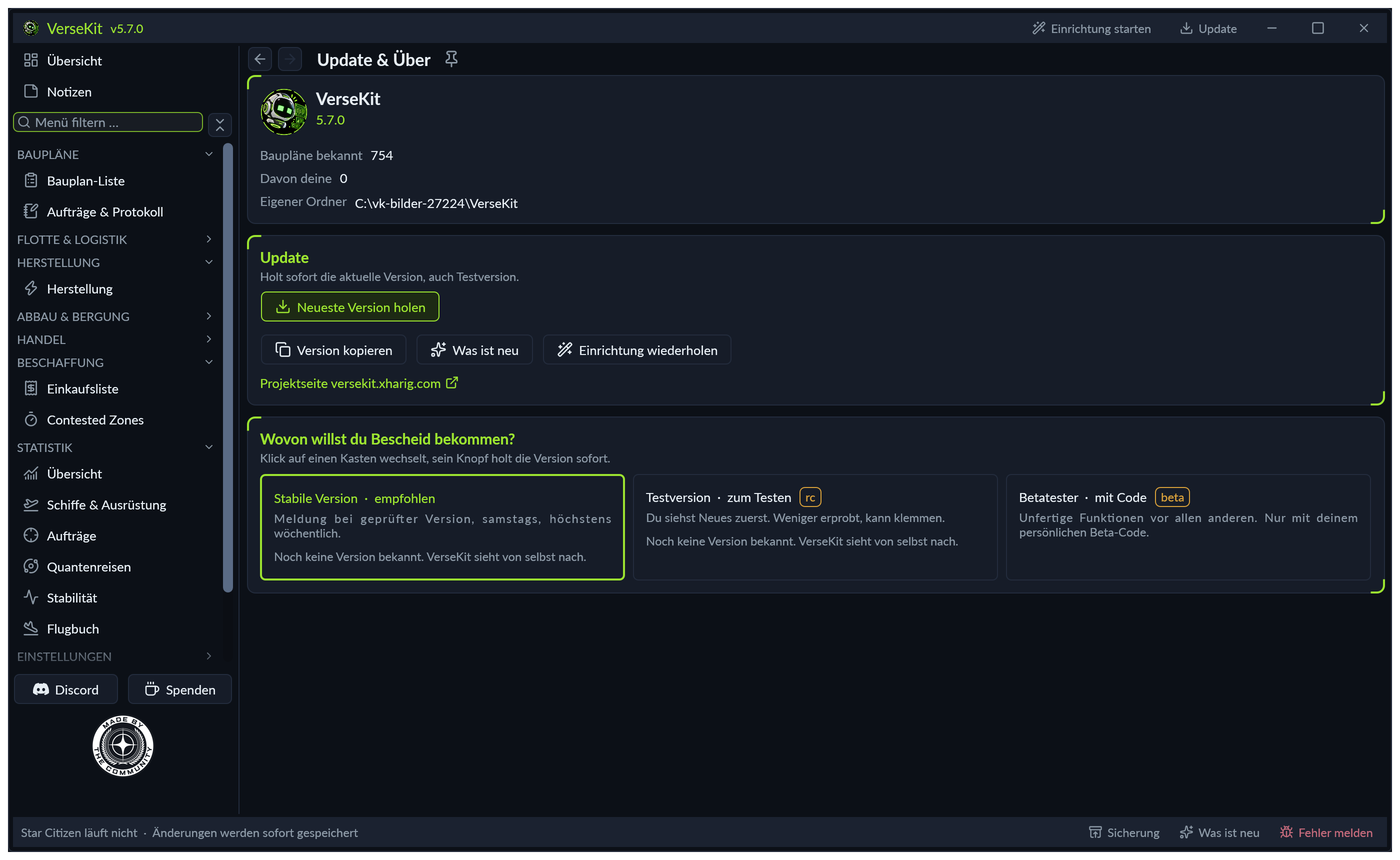 VerseKit v5.7.0
Einrichtung starten
Update
Übersicht
Notizen
Menü filtern ...
BAUPLÄNE
Bauplan-Liste
Aufträge & Protokoll
FLOTTE & LOGISTIK
HERSTELLUNG
Herstellung
ABBAU & BERGUNG
HANDEL
BESCHAFFUNG
Einkaufsliste
Contested Zones
STATISTIK
Übersicht
Schiffe & Ausrüstung
Aufträge
Quantenreisen
Stabilität
Flugbuch
EINSTELLUNGEN
Discord
Spenden
MADE BY
THE COMMUNITY
Update & Über
VerseKit
5.7.0
Baupläne bekannt 754
Davon deine 0
Eigener Ordner C:\vk-bilder-27224\VerseKit
Update
Holt sofort die aktuelle Version, auch Testversion.
Neueste Version holen
Version kopieren
Was ist neu
Einrichtung wiederholen
Projektseite versekit.xharig.com
Wovon willst du Bescheid bekommen?
Klick auf einen Kasten wechselt, sein Knopf holt die Version sofort.
Stabile Version · empfohlen
Meldung bei geprüfter Version, samstags, höchstens
wöchentlich.
Noch keine Version bekannt. VerseKit sieht von selbst nach.
Testversion · zum Testen rc
Du siehst Neues zuerst. Weniger erprobt, kann klemmen.
Noch keine Version bekannt. VerseKit sieht von selbst nach.
Betatester · mit Code beta
Unfertige Funktionen vor allen anderen. Nur mit deinem
persönlichen Beta-Code.
Star Citizen läuft nicht · Änderungen werden sofort gespeichert
Sicherung
Was ist neu
Fehler melden